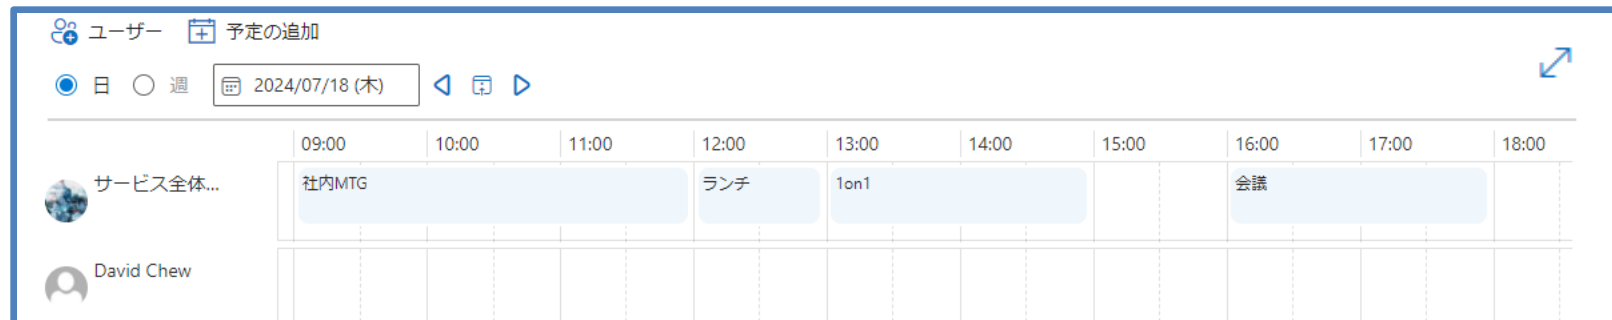 ユーザー 予定の追加
日 週 2024/07/18 (木)
09:00 10:00 11:00 12:00 13:00 14:00 15:00 16:00 17:00 18:00
サービス全体... 社内MTG ランチ 1on1 会議
David Chew